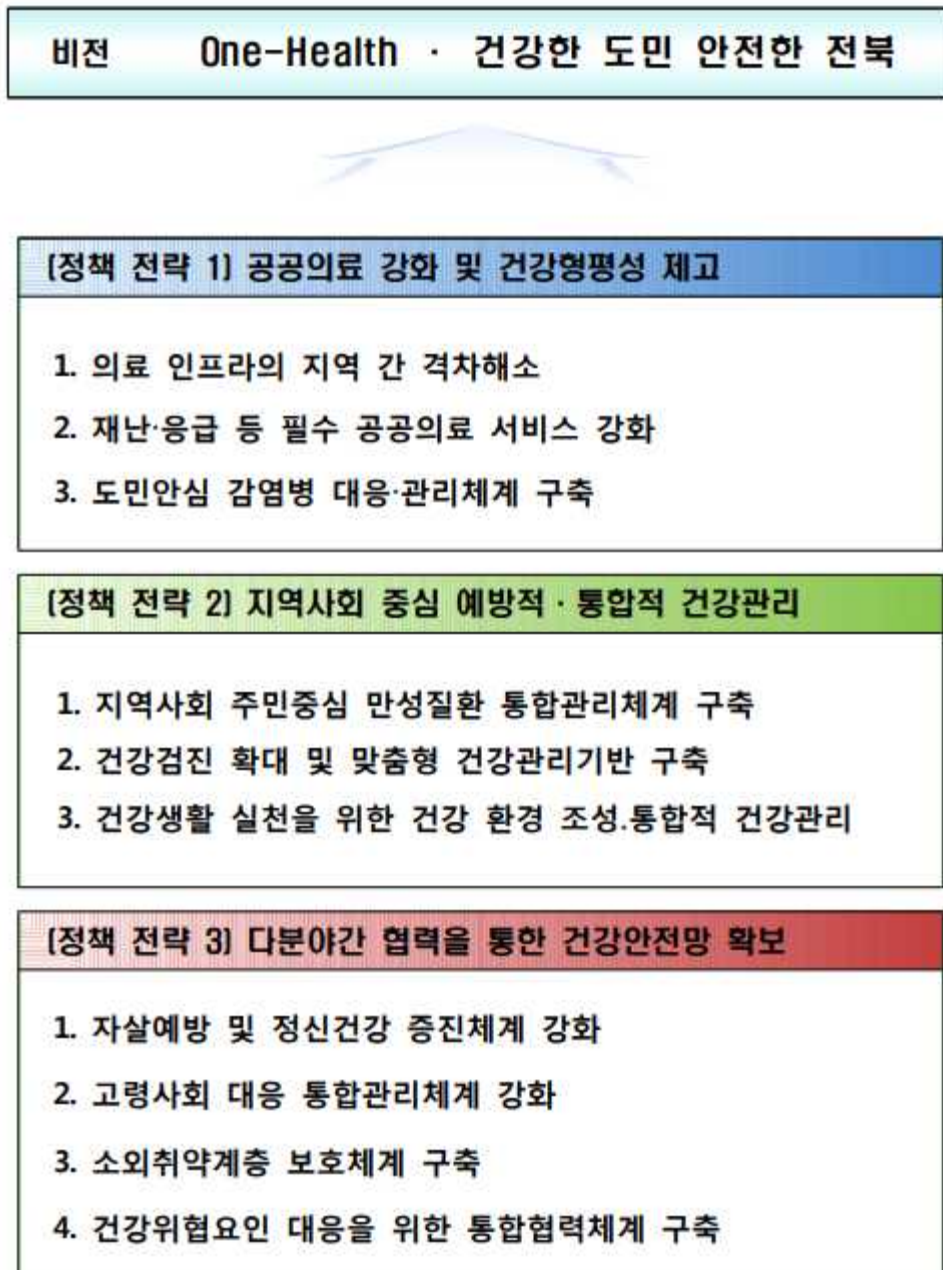 비전 One-Health · 건강한 도민 안전한 전북
[정책 전략 1] 공공의료 강화 및 건강형평성 제고
1. 의료 인프라의 지역 간 격차해소
2. 재난·응급 등 필수 공공의료 서비스 강화
3. 도민안심 감염병 대응·관리체계 구축
[정책 전략 2] 지역사회 중심 예방적 · 통합적 건강관리
1. 지역사회 주민중심 만성질환 통합관리체계 구축
2. 건강검진 확대 및 맞춤형 건강관리기반 구축
3. 건강생활 실천을 위한 건강 환경 조성.통합적 건강관리
[정책 전략 3] 다분야간 협력을 통한 건강안전망 확보
1. 자살예방 및 정신건강 증진체계 강화
2. 고령사회 대응 통합관리체계 강화
3. 소외취약계층 보호체계 구축
4. 건강위협요인 대응을 위한 통합협력체계 구축